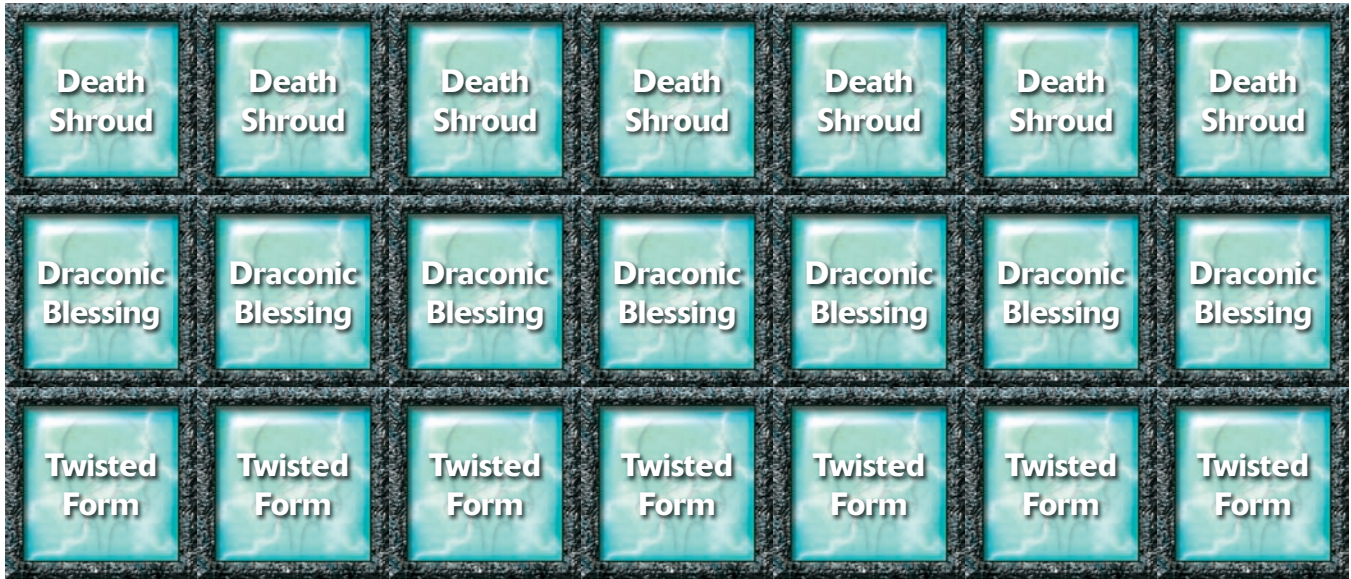 Death Death Death Death Death Death Death
Shroud Shroud Shroud Shroud Shroud Shroud Shroud
Draconic Draconic Draconic Draconic Draconic Draconic Draconic
Blessing Blessing Blessing Blessing Blessing Blessing Blessing
Twisted Twisted Twisted Twisted Twisted Twisted Twisted
Form Form Form Form Form Form Form